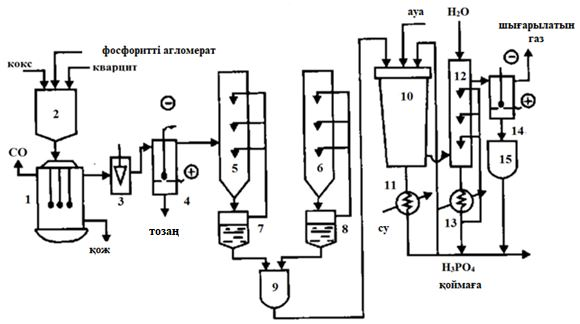 ауа
H₂O
шығарылатын
газ
фосфоритті агломерат
кокс
кварцит
2
CO
1
3
4
5
6
7
8
9
10
11
12
13
14
15
қож
тозаң
су
H₃PO₄
қоймаға